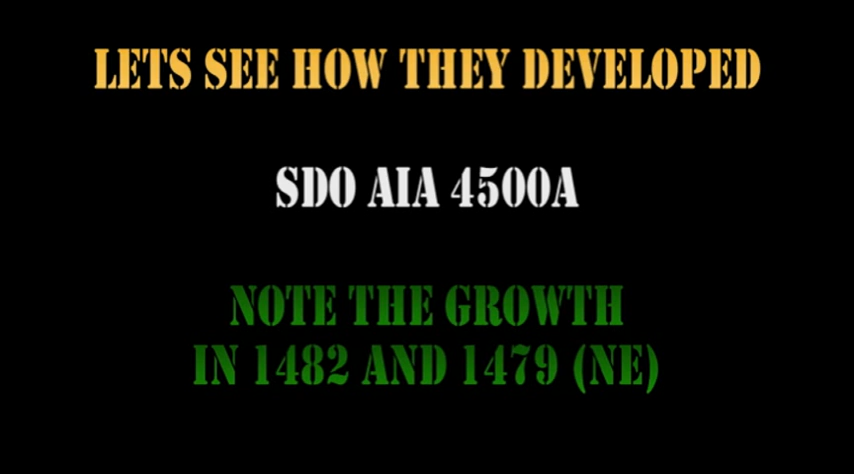 LETS SEE HOW THEY DEVELOPED
SDO AIA 4500A
NOTE THE GROWTH
IN 1482 AND 1479 (NE)